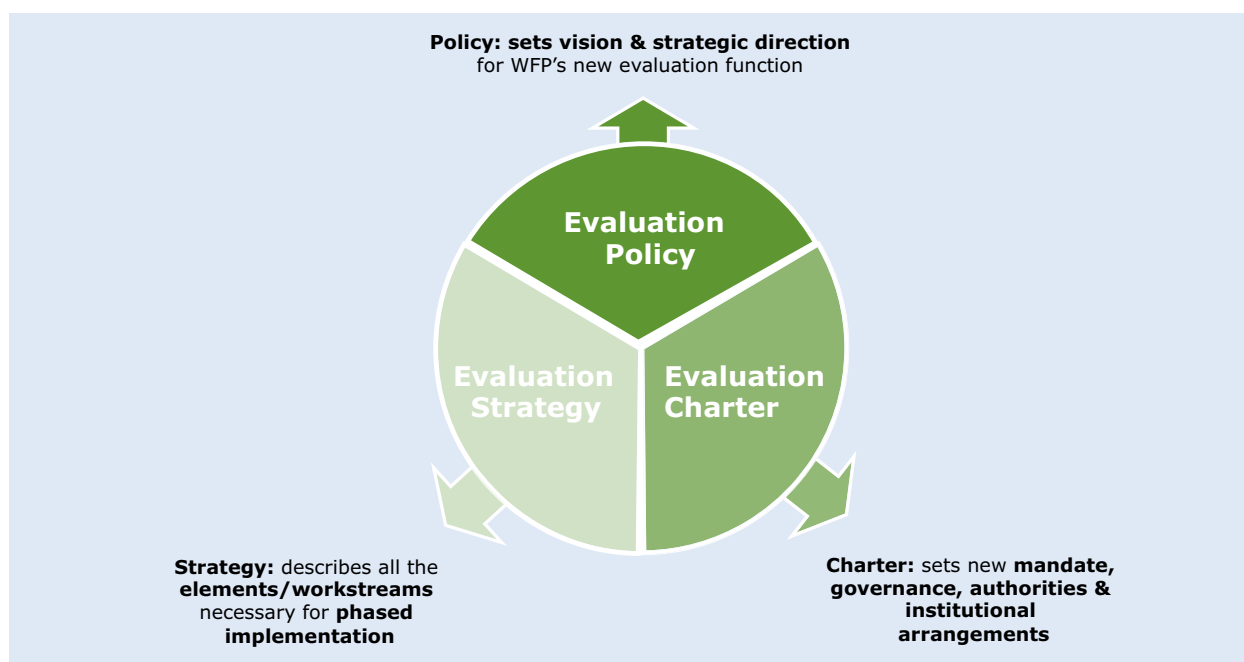 Policy: sets vision & strategic direction
for WFP's new evaluation function
Evaluation
Policy
Evaluation
Strategy
Evaluation
Charter
Strategy: describes all the
elements/workstreams
necessary for phased
implementation
Charter: sets new mandate,
governance, authorities &
institutional
arrangements